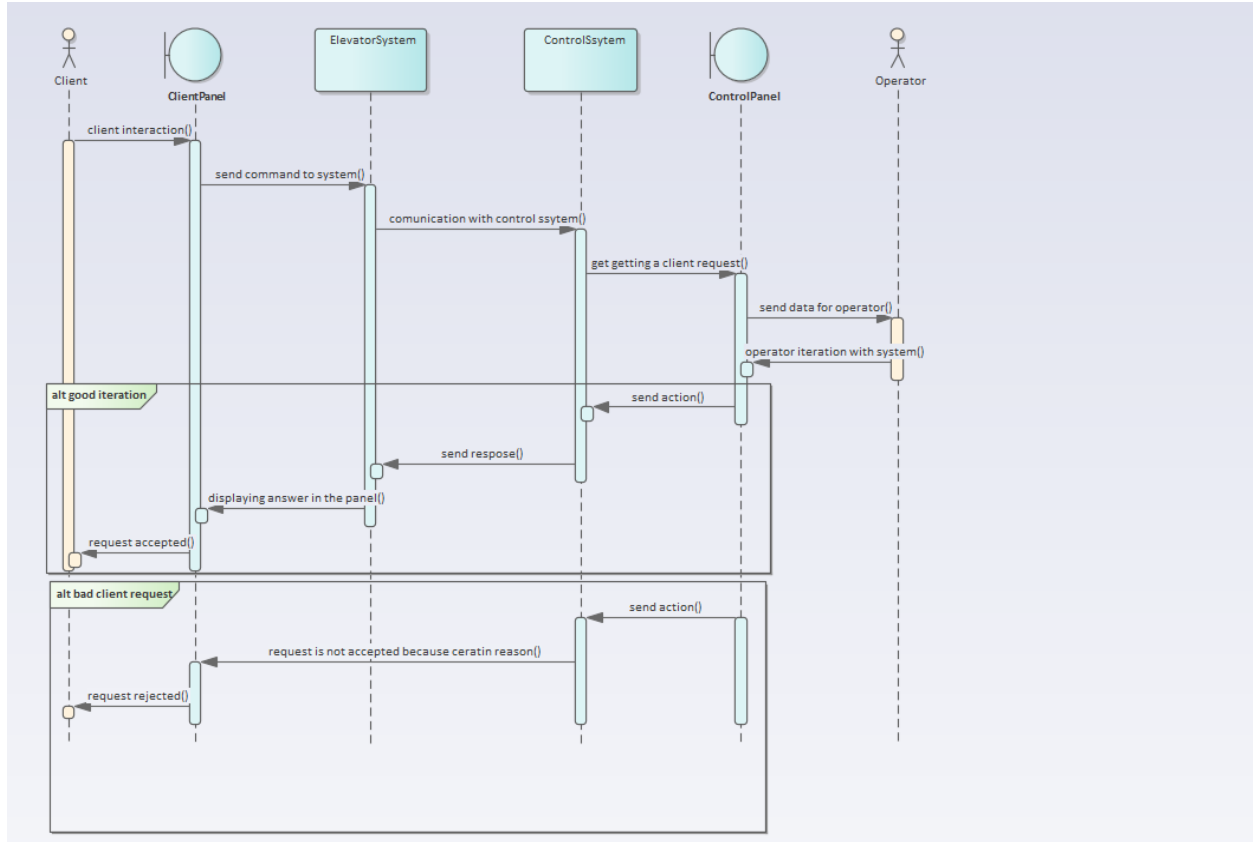 Client
ClientPanel
ElevatorSystem
ControlSsytem
ControlPanel
Operator
client interaction()
send command to system()
comunication with control ssytem()
get getting a client request()
send data for operator()
operator iteration with system()
alt good iteration
send action()
send respose()
displaying answer in the panel()
request accepted()
alt bad client request
send action()
request is not accepted because ceratin reason()
request rejected()